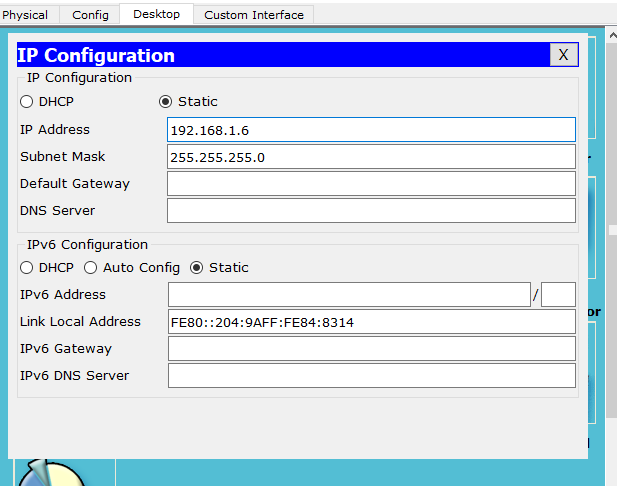 Physical Config Desktop Custom Interface
IP Configuration X
IP Configuration
DHCP Static
IP Address 192.168.1.6
Subnet Mask 255.255.255.0
Default Gateway
DNS Server
IPv6 Configuration
DHCP Auto Config Static
IPv6 Address /
Link Local Address FE80::204:9AFF:FE84:8314
IPv6 Gateway
IPv6 DNS Server
or